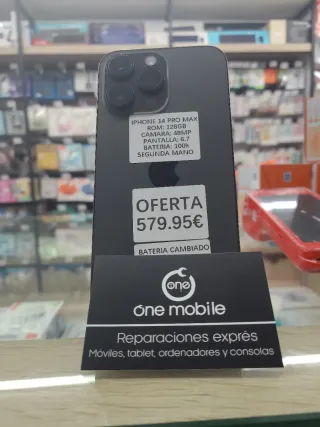 IPHONE 14 PRO MAX
ROM: 128GB
CAMARA: 48MP
PANTALLA: 6.7
BATERIA: 100%
SEGUNDA MANO
OFERTA
579.95€
BATERIA CAMBIADO
one
one mobile
Reparaciones exprés
Móviles, tablet, ordenadores y consolas